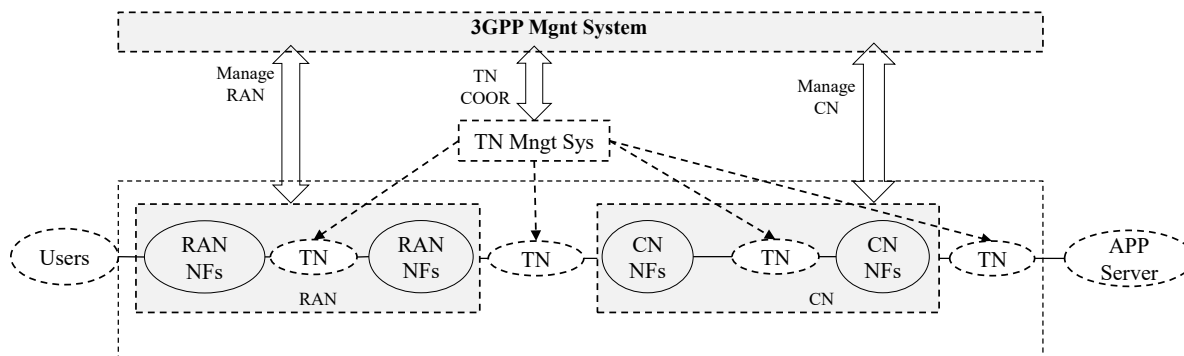 3GPP Mgnt System
Manage
RAN
TN
COOR
Manage
CN
TN Mngt Sys
Users
RAN
NFs
TN
RAN
NFs
TN
CN
NFs
TN
CN
NFs
TN
APP
Server
RAN
CN